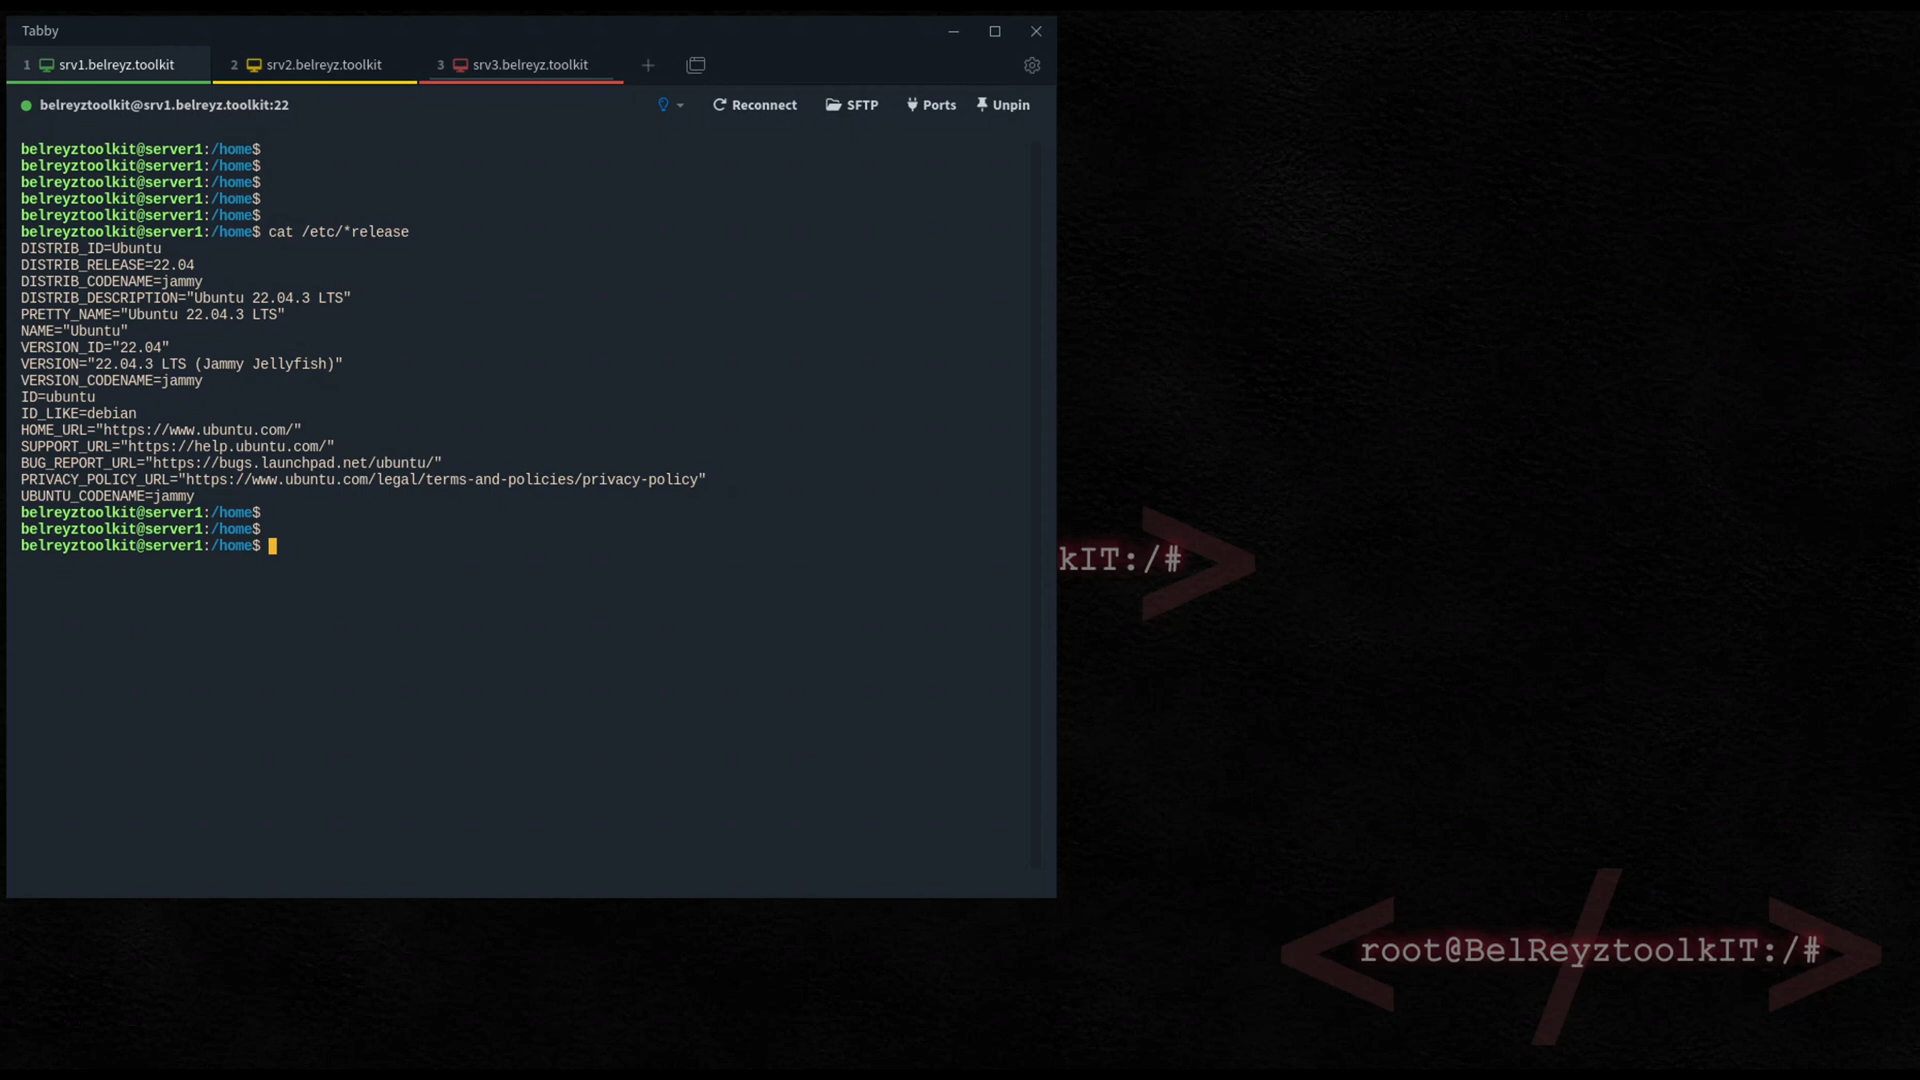 Tabby
1 srv1.belreyz.toolkit 2 srv2.belreyz.toolkit 3 srv3.belreyz.toolkit
belreyztoolkit@srv1.belreyz.toolkit:22 Reconnect SFTP Ports Unpin
belreyztoolkit@server1:/home$
belreyztoolkit@server1:/home$
belreyztoolkit@server1:/home$
belreyztoolkit@server1:/home$
belreyztoolkit@server1:/home$
belreyztoolkit@server1:/home$ cat /etc/*release
DISTRIB_ID=Ubuntu
DISTRIB_RELEASE=22.04
DISTRIB_CODENAME=jammy
DISTRIB_DESCRIPTION="Ubuntu 22.04.3 LTS"
PRETTY_NAME="Ubuntu 22.04.3 LTS"
NAME="Ubuntu"
VERSION_ID="22.04"
VERSION="22.04.3 LTS (Jammy Jellyfish)"
VERSION_CODENAME=jammy
ID=ubuntu
ID_LIKE=debian
HOME_URL="https://www.ubuntu.com/"
SUPPORT_URL="https://help.ubuntu.com/"
BUG_REPORT_URL="https://bugs.launchpad.net/ubuntu/"
PRIVACY_POLICY_URL="https://www.ubuntu.com/legal/terms-and-policies/privacy-policy"
UBUNTU_CODENAME=jammy
belreyztoolkit@server1:/home$
belreyztoolkit@server1:/home$
belreyztoolkit@server1:/home$
kIT:/#
root@BelReyztoolkIT:/#